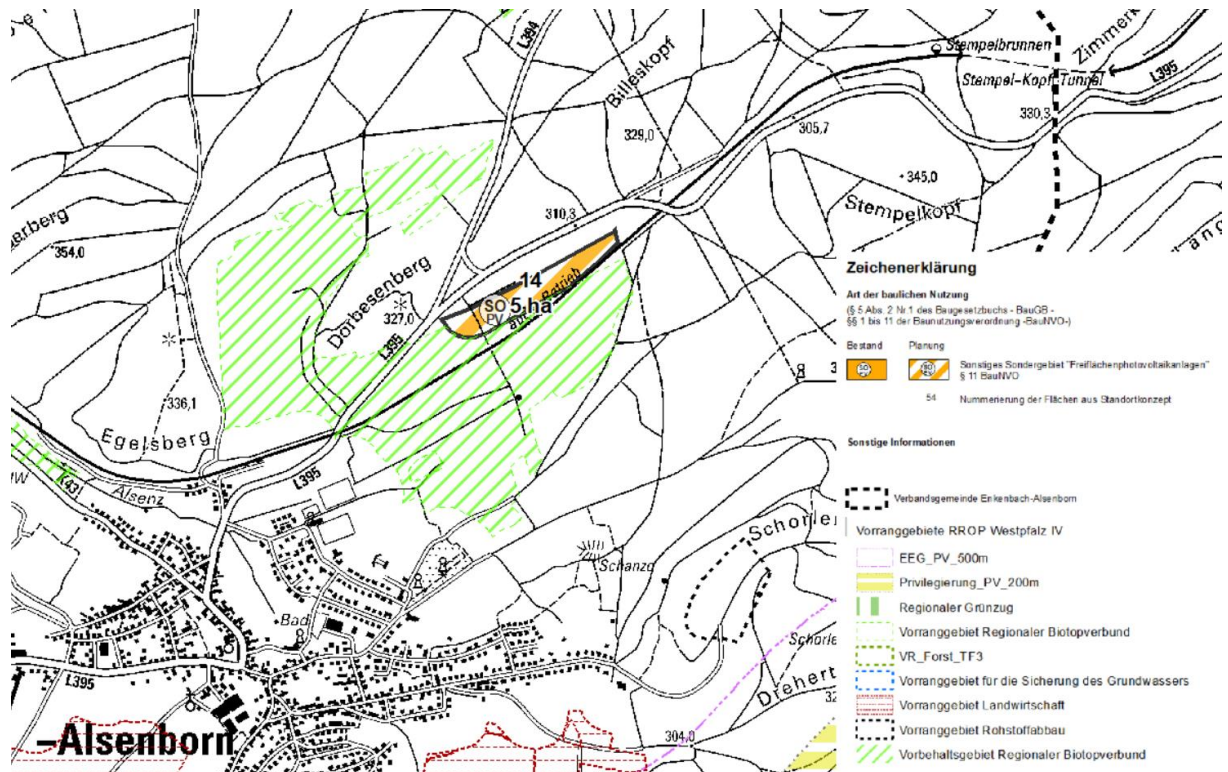 L394
Stempelbrunnen
Zimmerk
Stempel-Kopf-Tunnel
L395
Billeskopf
329,0
305,7
330,3
345,0
Stempelkopf
310,3
erberg
354,0
Dorbesenberg
327,0
14
SO 5 ha
PV
Betrieb
L395
336,1
Egelsberg
L395
Alsenz
Schanze
Bad
Schorle
Drehert
L395
304,0
-Alsenborn
Zeichenerklärung
Art der baulichen Nutzung
(§ 5 Abs. 2 Nr.1 des Baugesetzbuchs - BauGB -
§§ 1 bis 11 der Baunutzungsverordnung -BauNVO-)
Bestand Planung
Sonstiges Sondergebiet "Freiflächenphotovoltaikanlagen"
§ 11 BauNVO
54 Nummerierung der Flächen aus Standortkonzept
Sonstige Informationen
Verbandsgemeinde Enkenbach-Alsenborn
Vorranggebiete RROP Westpfalz IV
EEG_PV_500m
Privilegierung_PV_200m
Regionaler Grünzug
Vorranggebiet Regionaler Biotopverbund
VR_Forst_TF3
Vorranggebiet für die Sicherung des Grundwassers
Vorranggebiet Landwirtschaft
Vorranggebiet Rohstoffabbau
Vorbehaltsgebiet Regionaler Biotopverbund